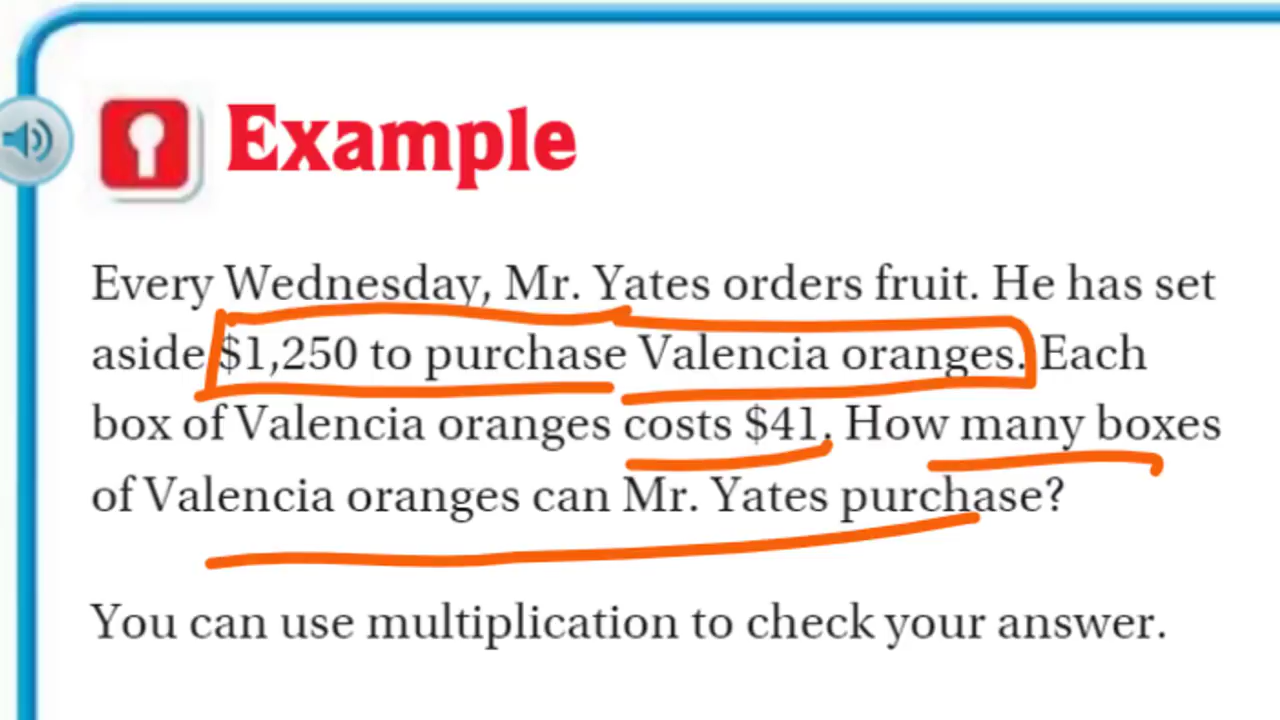 Example
Every Wednesday, Mr. Yates orders fruit. He has set
aside $1,250 to purchase Valencia oranges. Each
box of Valencia oranges costs $41. How many boxes
of Valencia oranges can Mr. Yates purchase?
You can use multiplication to check your answer.